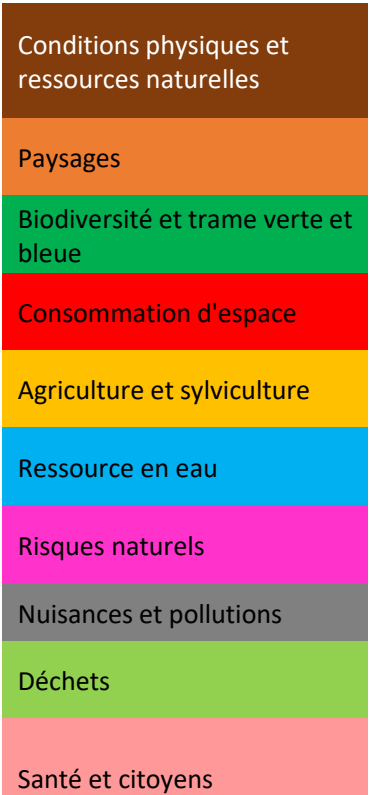 Conditions physiques et
ressources naturelles
Paysages
Biodiversité et trame verte et
bleue
Consommation d'espace
Agriculture et sylviculture
Ressource en eau
Risques naturels
Nuisances et pollutions
Déchets
Santé et citoyens